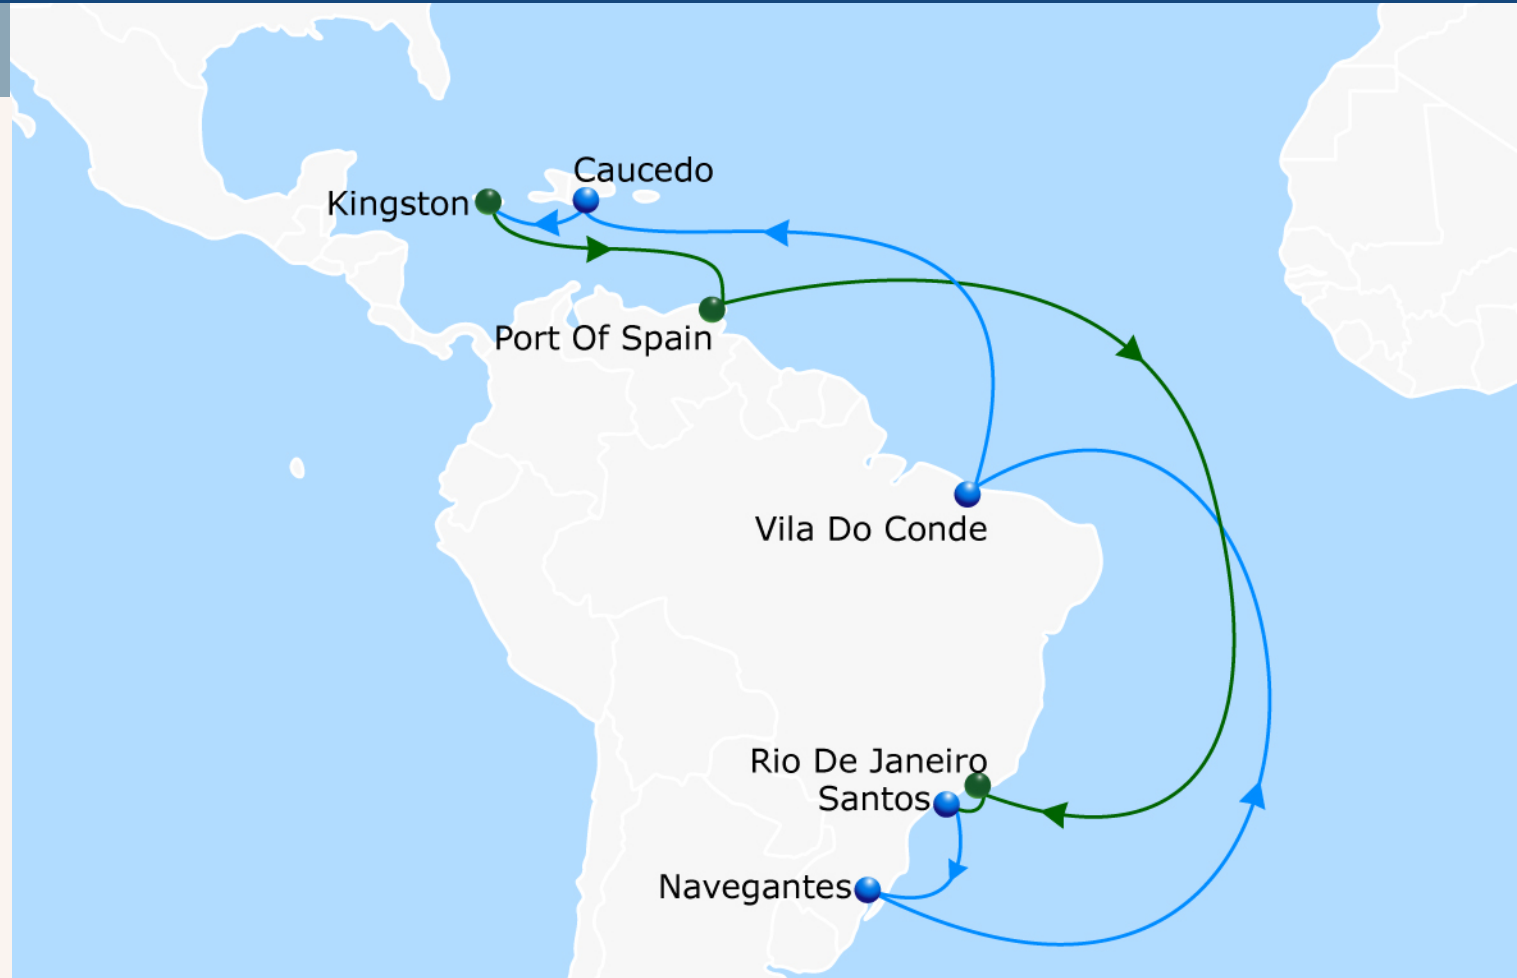 Caucedo
Kingston
Port Of Spain
Vila Do Conde
Rio De Janeiro
Santos
Navegantes